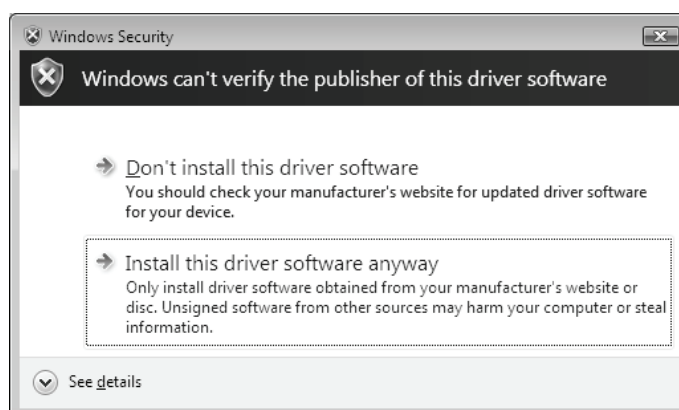 Windows Security
Windows can't verify the publisher of this driver software
Don't install this driver software
You should check your manufacturer's website for updated driver software
for your device.
Install this driver software anyway
Only install driver software obtained from your manufacturer's website or
disc. Unsigned software from other sources may harm your computer or steal
information.
See details